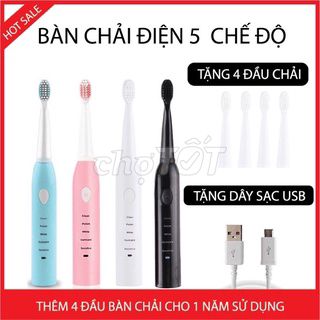 HOT SALE
BÀN CHẢI ĐIỆN 5 CHẾ ĐỘ
TẶNG 4 ĐẦU CHẢI
chợTỐT
TẶNG DÂY SẠC USB
THÊM 4 ĐẦU BÀN CHẢI CHO 1 NĂM SỬ DỤNG